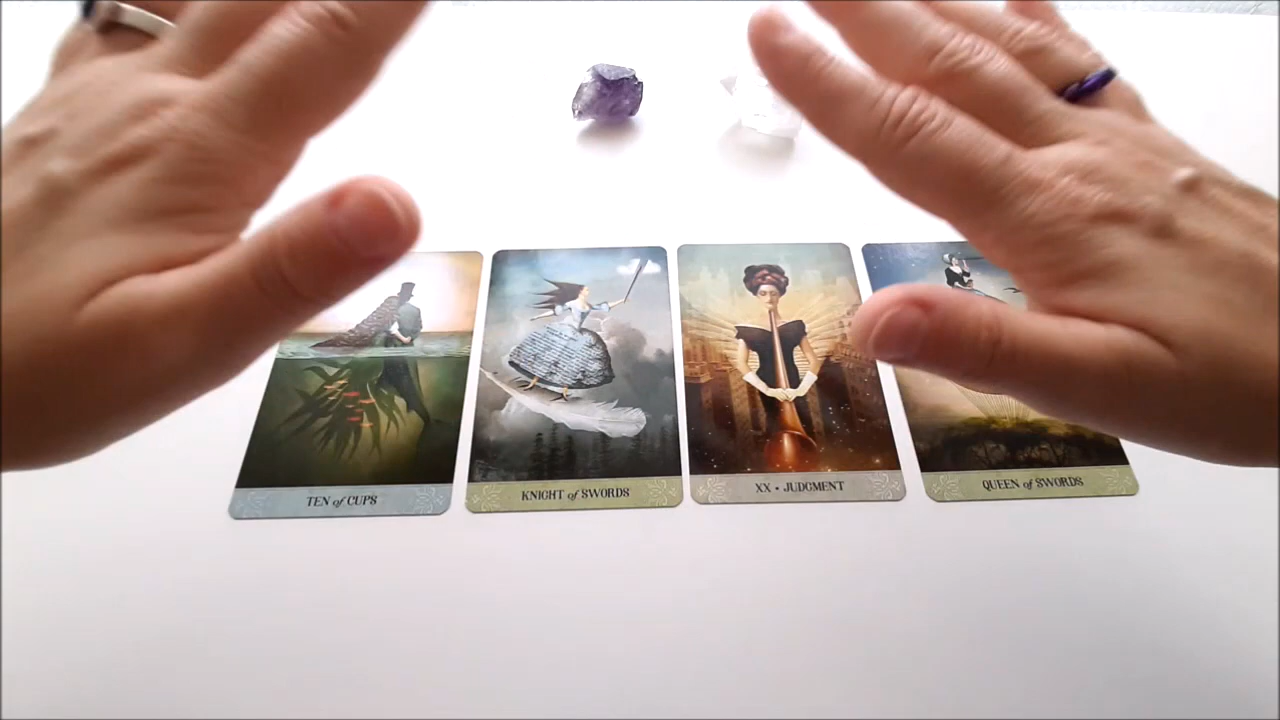 TEN of CUPS
KNIGHT of SWORDS
XX • JUDGMENT
QUEEN of SWORDS